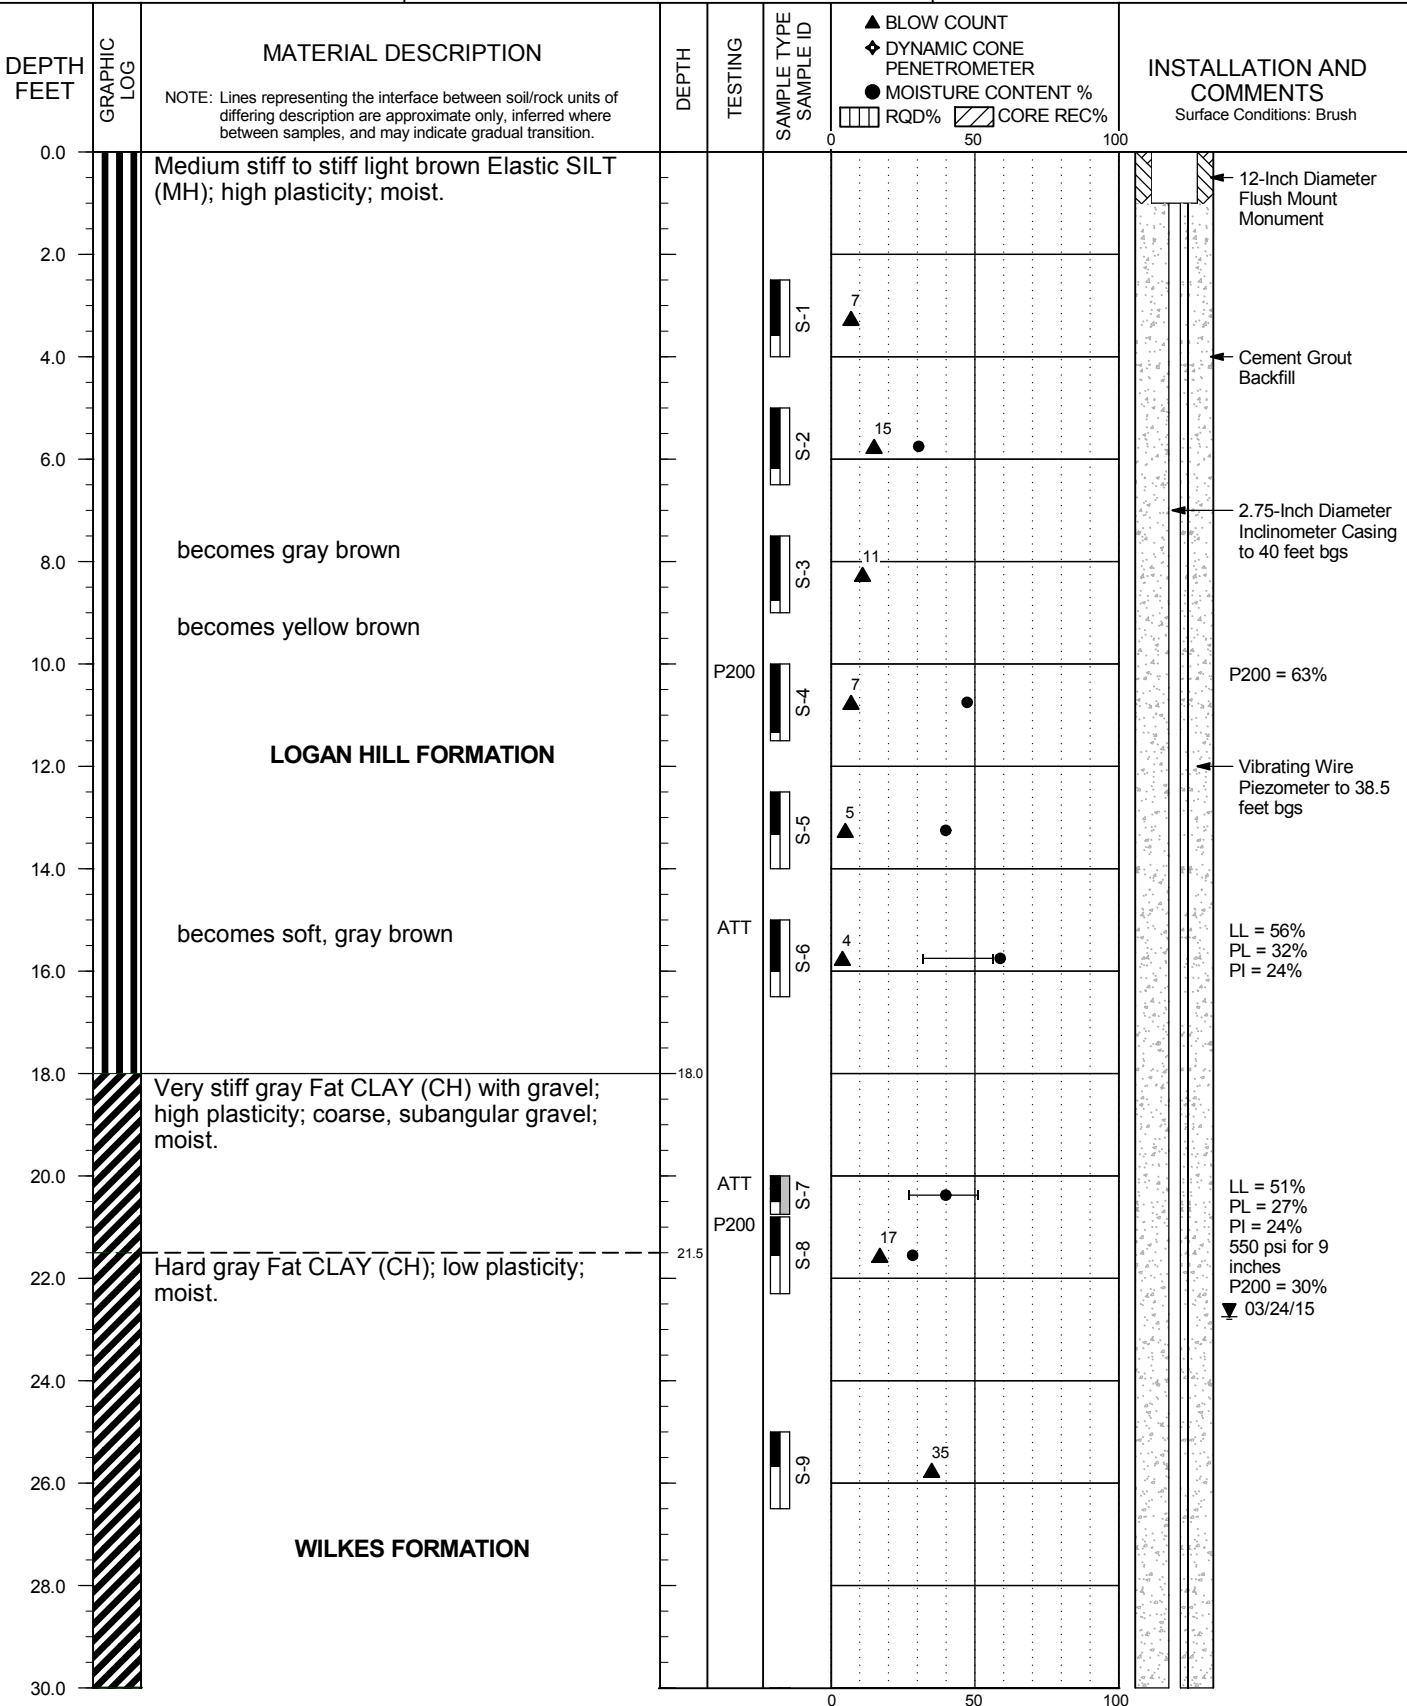 DEPTH
FEET
GRAPHIC
LOG
MATERIAL DESCRIPTION
NOTE: Lines representing the interface between soil/rock units of
differing description are approximate only, inferred where
between samples, and may indicate gradual transition.
DEPTH
TESTING
SAMPLE TYPE
SAMPLE ID
BLOW COUNT
DYNAMIC CONE
PENETROMETER
MOISTURE CONTENT %
RQD% CORE REC%
0 50 100
INSTALLATION AND
COMMENTS
Surface Conditions: Brush
0.0
Medium stiff to stiff light brown Elastic SILT
(MH); high plasticity; moist.
12-Inch Diameter
Flush Mount
Monument
2.0
S-1
7
4.0
Cement Grout
Backfill
S-2
15
6.0
2.75-Inch Diameter
Inclinometer Casing
to 40 feet bgs
becomes gray brown
S-3
11
8.0
becomes yellow brown
10.0
P200
S-4
7
P200 = 63%
LOGAN HILL FORMATION
12.0
Vibrating Wire
Piezometer to 38.5
feet bgs
S-5
5
14.0
becomes soft, gray brown
ATT
S-6
4
LL = 56%
PL = 32%
PI = 24%
16.0
18.0
18.0
Very stiff gray Fat CLAY (CH) with gravel;
high plasticity; coarse, subangular gravel;
moist.
20.0
ATT
S-7
P200
S-8
17
LL = 51%
PL = 27%
PI = 24%
550 psi for 9
inches
P200 = 30%
03/24/15
21.5
Hard gray Fat CLAY (CH); low plasticity;
moist.
22.0
24.0
S-9
35
26.0
WILKES FORMATION
28.0
30.0
0 50 100